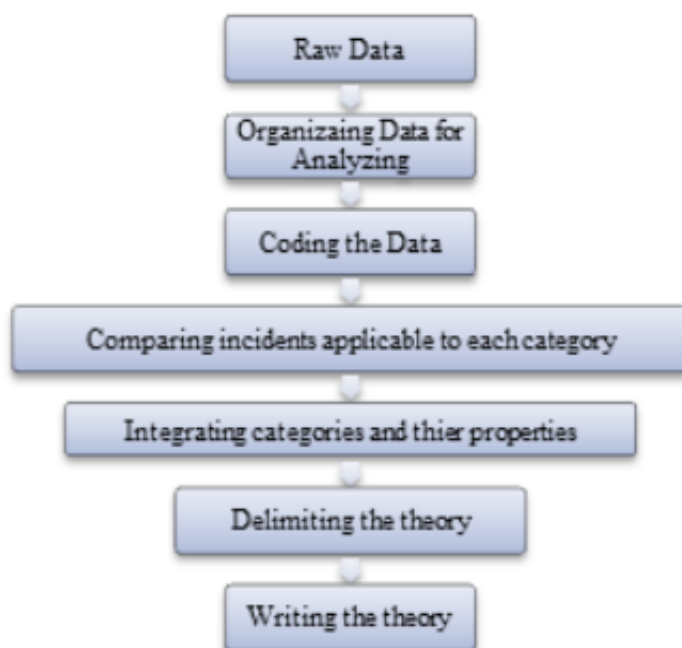 Raw Data
Organizaing Data for
Analyzing
Coding the Data
Comparing incidents applicable to each category
Integrating categories and thier properties
Delimiting the theory
Writing the theory